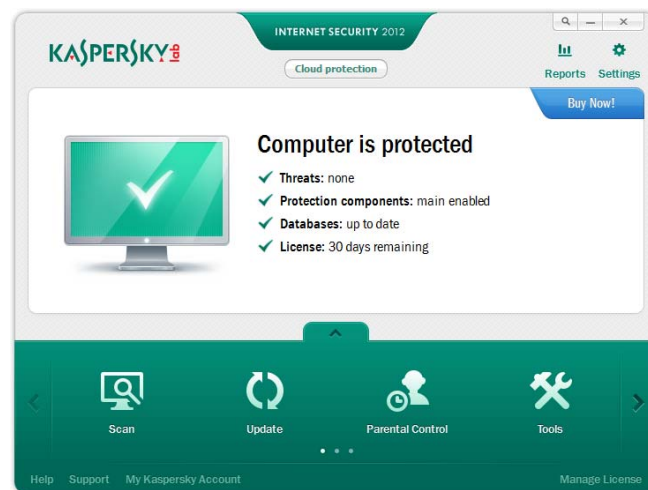 INTERNET SECURITY 2012
KASPERSKY lab
Cloud protection
Reports Settings
Buy Now!
Computer is protected
Threats: none
Protection components: main enabled
Databases: up to date
License: 30 days remaining
Scan Update Parental Control Tools
Help Support My Kaspersky Account Manage License